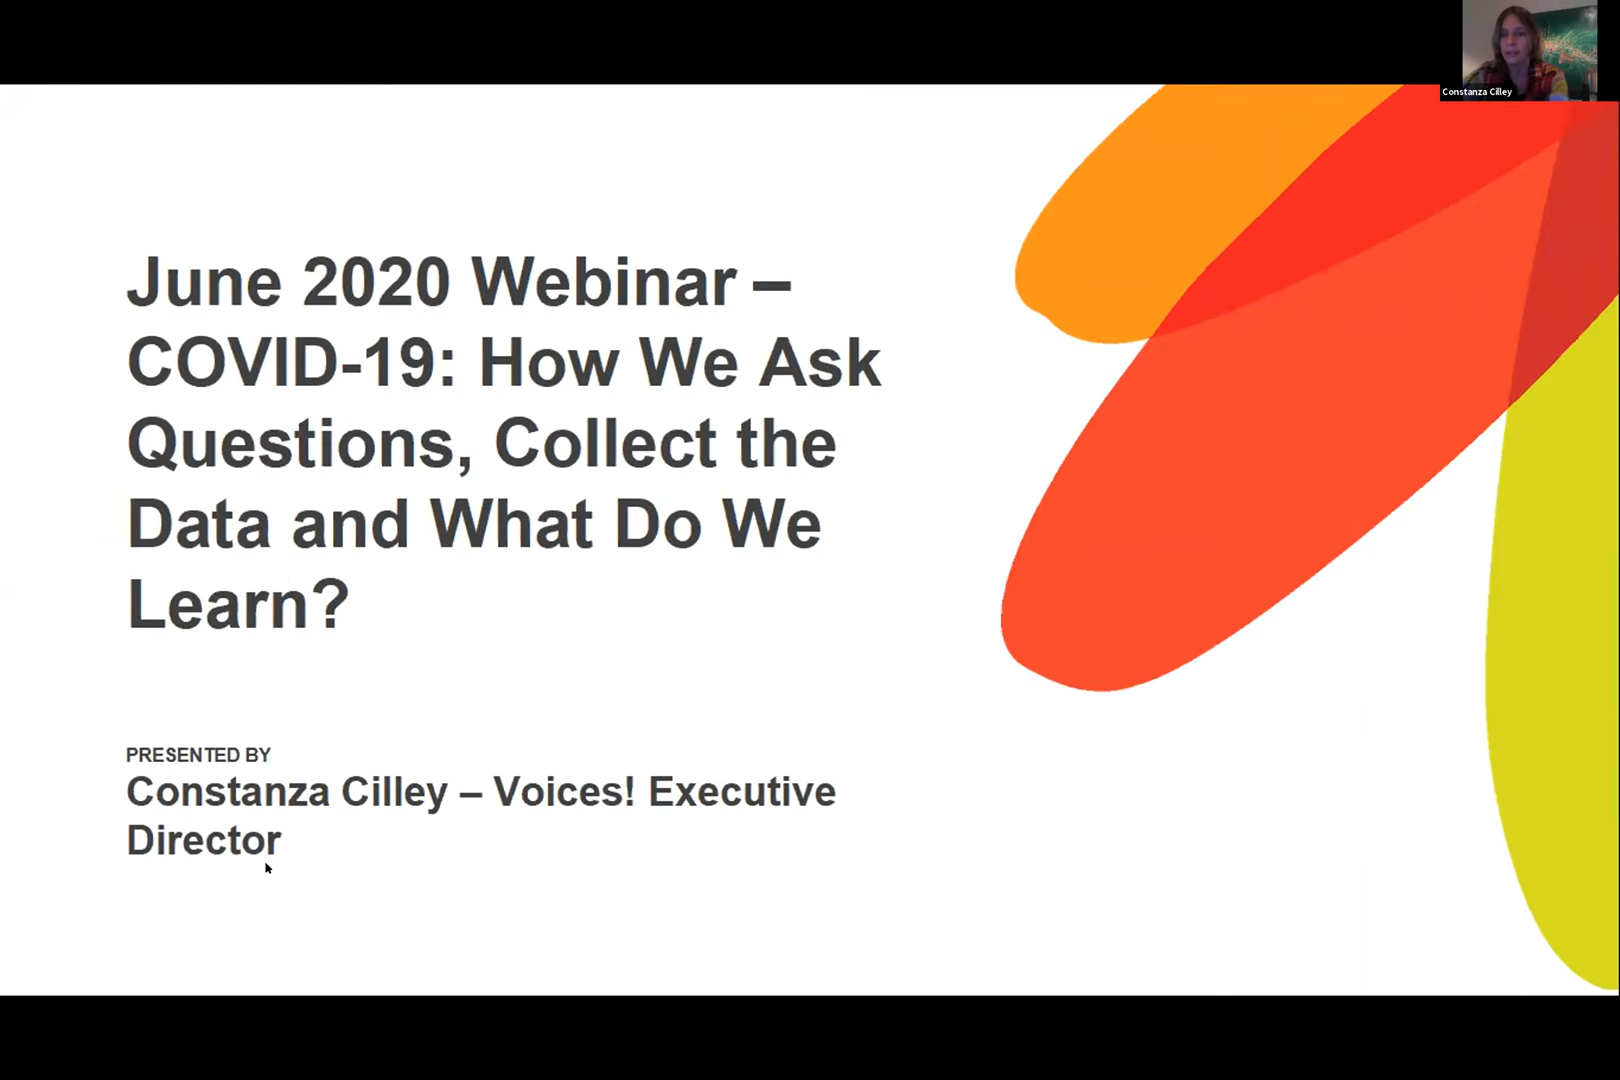 Constanza Cilley
June 2020 Webinar –
COVID-19: How We Ask
Questions, Collect the
Data and What Do We
Learn?
PRESENTED BY
Constanza Cilley – Voices! Executive
Director